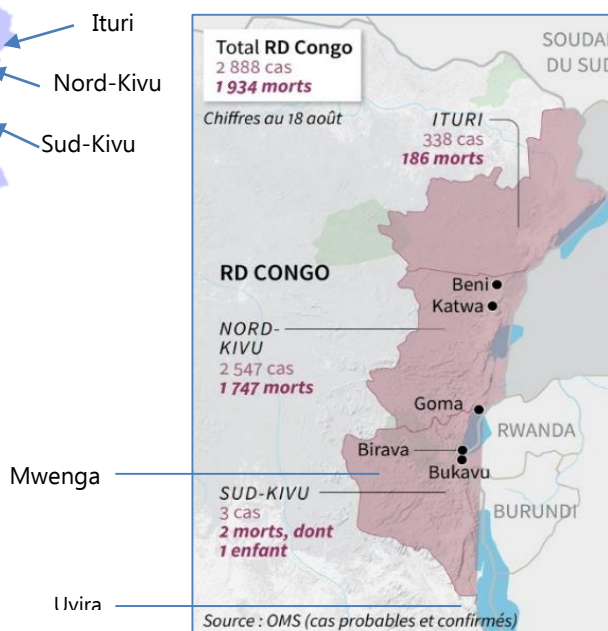 Ituri
Nord-Kivu
Sud-Kivu
Mwenga
Uvira
Total RD Congo
2 888 cas
1 934 morts
Chiffres au 18 août
DU SUD
ITURI
338 cas
186 morts
RD CONGO
Beni
Katwa
NORD-
KIVU
2 547 cas
1 747 morts
Goma
RWANDA
Birava
Bukavu
BURUNDI
SUD-KIVU
3 cas
2 morts, dont
1 enfant
Source : OMS (cas probables et confirmés)